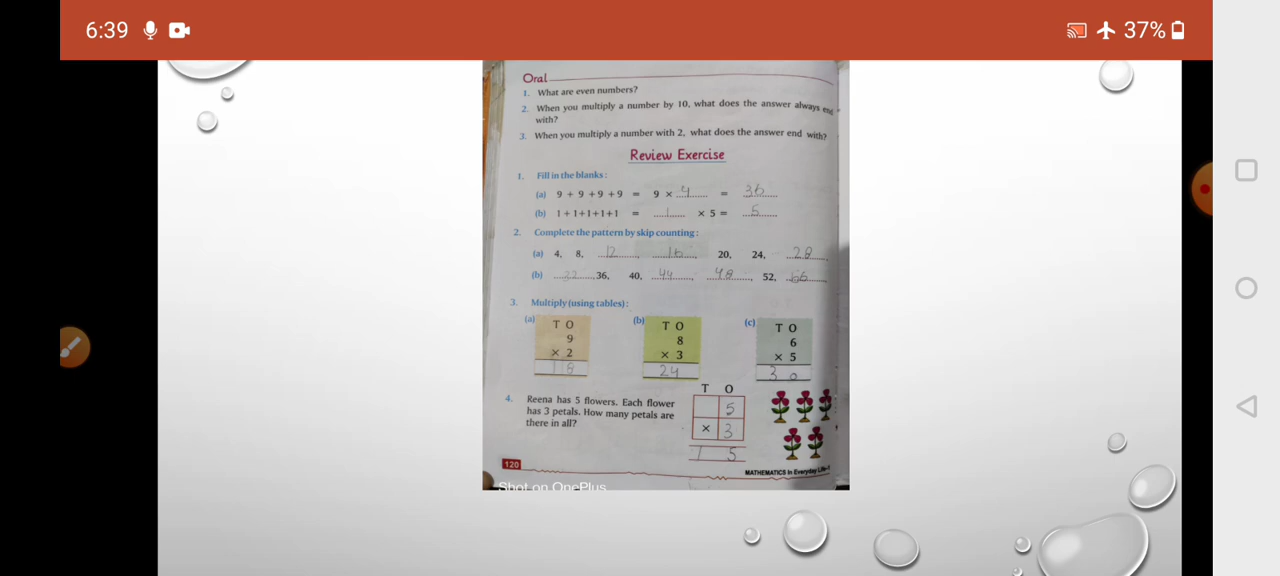 6:39
37%
Oral
1. What are even numbers?
2. When you multiply a number by 10, what does the answer always end
with?
3. When you multiply a number with 2, what does the answer end with?
Review Exercise
1. Fill in the blanks:
(a) 9 + 9 + 9 + 9 = 9 × 4 = 36
(b) 1 + 1+1+1+1 = 1 × 5 = 5
2. Complete the pattern by skip counting:
(a) 4, 8, 12, 16, 20, 24, 28,
(b) 36, 40, 44, 48, 52,
3. Multiply (using tables):
(a) (b) (c)
T O T O T O
9 8 6
× 2 × 3 × 5
18 24 30
T O
4. Reena has 5 flowers. Each flower 5
has 3 petals. How many petals are × 3
there in all?
1 5
120
MATHEMATICS in Everyday Life-1
Shot on OnePlus